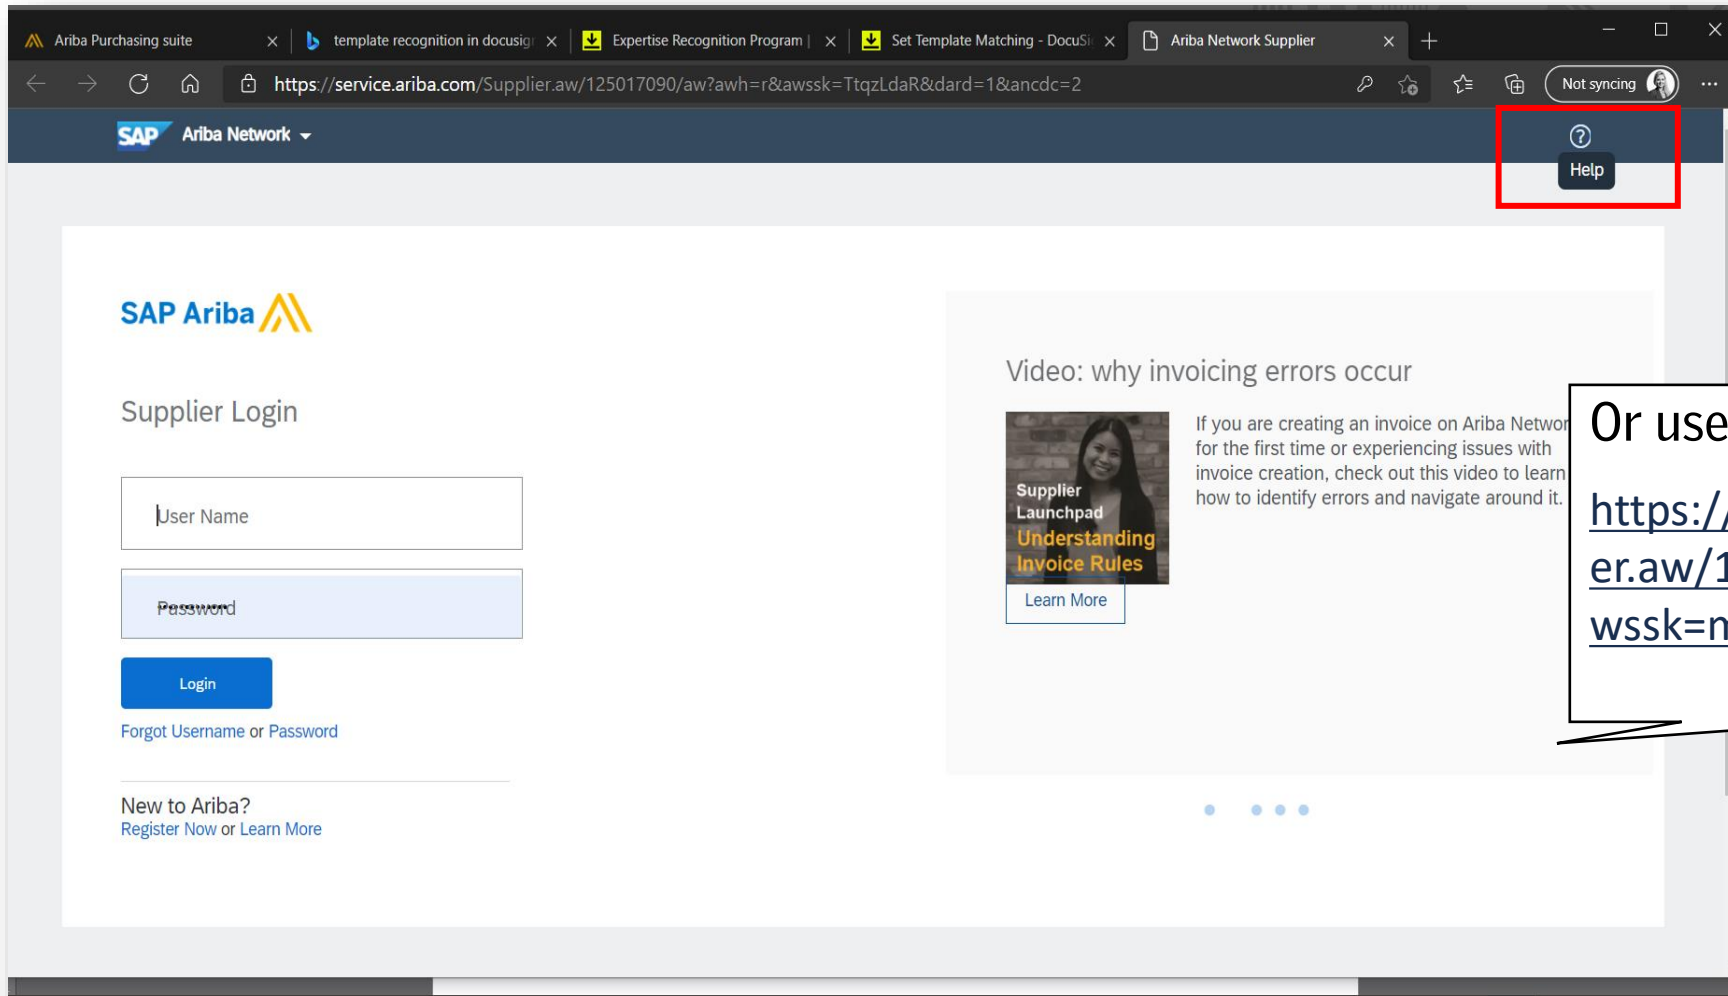 Ariba Purchasing suite
template recognition in docusig
Expertise Recognition Program |
Set Template Matching - DocuSi
Ariba Network Supplier
https://service.ariba.com/Supplier.aw/125017090/aw?awh=r&awssk=TtqzLdaR&dard=1&ancdc=2
Not syncing
SAP Ariba Network
Help
SAP Ariba
Supplier Login
User Name
Password
Login
Forgot Username or Password
New to Ariba?
Register Now or Learn More
Video: why invoicing errors occur
Supplier
Launchpad
Understanding
Invoice Rules
If you are creating an invoice on Ariba Networ
for the first time or experiencing issues with
invoice creation, check out this video to learn
how to identify errors and navigate around it.
Learn More
Or use
https:/
er.aw/1
wssk=